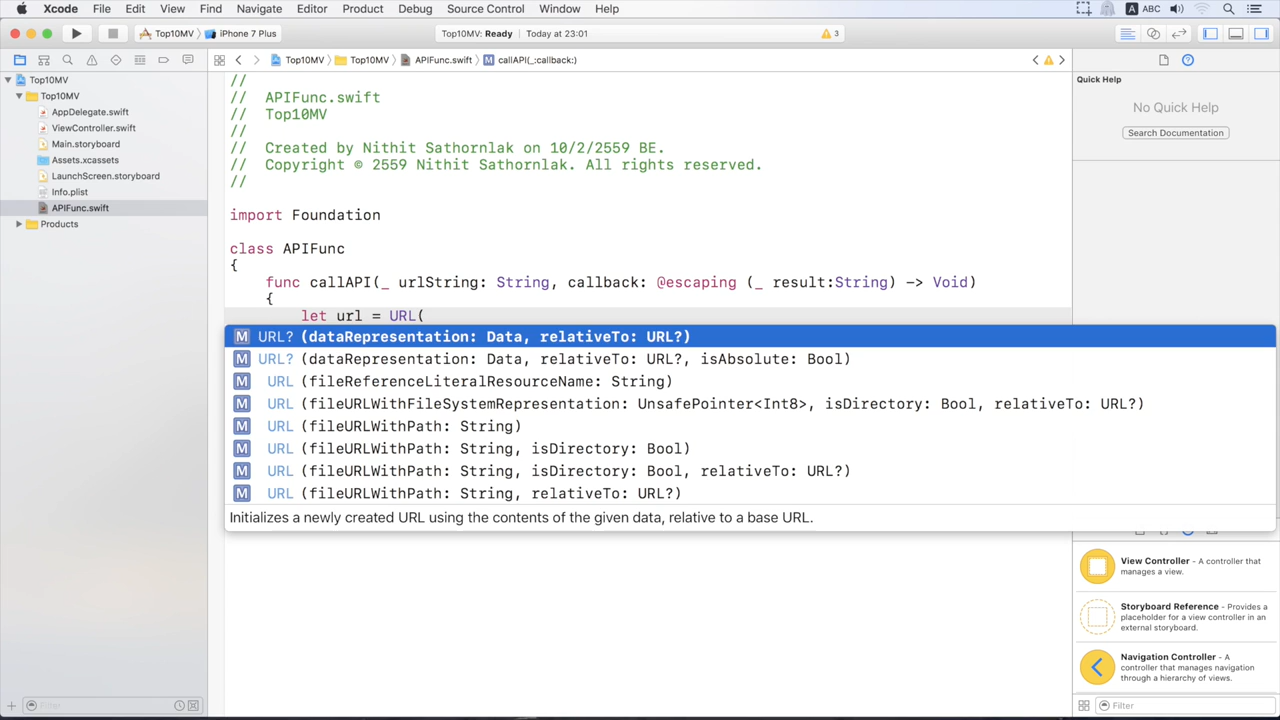 Xcode File Edit View Find Navigate Editor Product Debug Source Control Window Help A ABC
Top10MV iPhone 7 Plus Top10MV: Ready Today at 23:01 3
Top10MV Top10MV APIFunc.swift M callAPI(_:callback:)
Top10MV
Top10MV
AppDelegate.swift
ViewController.swift
Main.storyboard
Assets.xcassets
LaunchScreen.storyboard
Info.plist
APIFunc.swift
Products
Filter
//
// APIFunc.swift
// Top10MV
//
// Created by Nithit Sathornlak on 10/2/2559 BE.
// Copyright © 2559 Nithit Sathornlak. All rights reserved.
//
import Foundation
class APIFunc
{
func callAPI(_ urlString: String, callback: @escaping (_ result:String) -> Void)
{
let url = URL(
M URL? (dataRepresentation: Data, relativeTo: URL?)
M URL? (dataRepresentation: Data, relativeTo: URL?, isAbsolute: Bool)
M URL (fileReferenceLiteralResourceName: String)
M URL (fileURLWithFileSystemRepresentation: UnsafePointer<Int8>, isDirectory: Bool, relativeTo: URL?)
M URL (fileURLWithPath: String)
M URL (fileURLWithPath: String, isDirectory: Bool)
M URL (fileURLWithPath: String, isDirectory: Bool, relativeTo: URL?)
M URL (fileURLWithPath: String, relativeTo: URL?)
Initializes a newly created URL using the contents of the given data, relative to a base URL.
Quick Help
No Quick Help
Search Documentation
View Controller - A controller that
manages a view.
Storyboard Reference - Provides a
placeholder for a view controller in an
external storyboard.
Navigation Controller - A
controller that manages navigation
through a hierarchy of views.
Filter